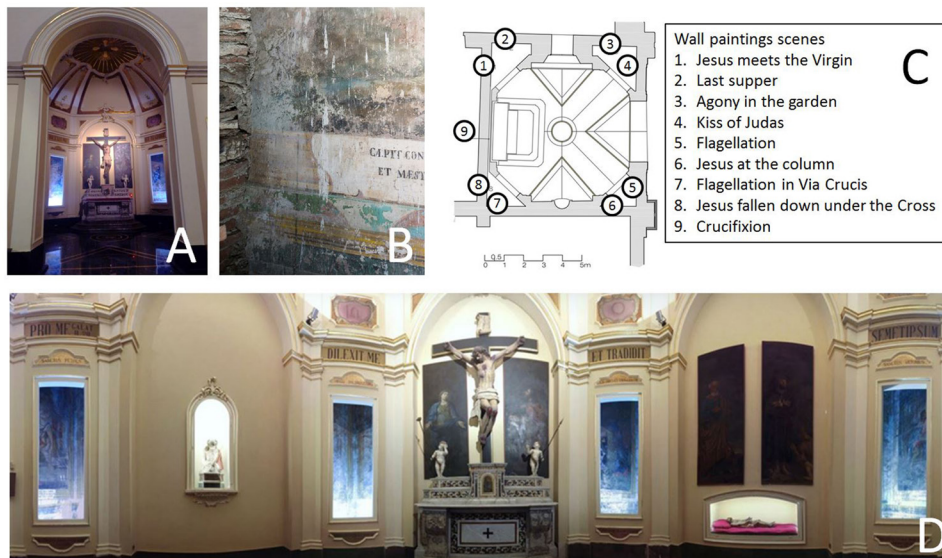 A
B
CAPIT CON
ET MÆST
C
1
2
3
4
5
6
7
8
9
0.5
0 1 2 3 4 5m
Wall paintings scenes
1. Jesus meets the Virgin
2. Last supper
3. Agony in the garden
4. Kiss of Judas
5. Flagellation
6. Jesus at the column
7. Flagellation in Via Crucis
8. Jesus fallen down under the Cross
9. Crucifixion
PRO ME
DILEXIT ME
ET TRADIDIT
SEMETIPSUM
D